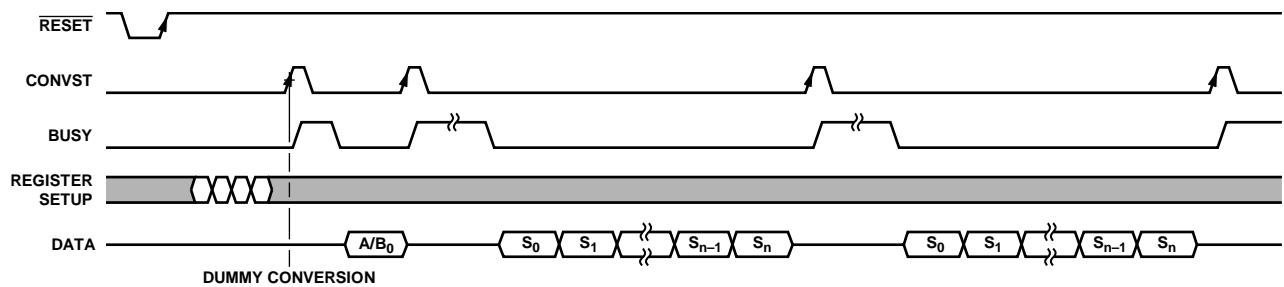 RESET
CONVST
BUSY
REGISTER
SETUP
DATA
A/B0
S0 S1 Sn–1 Sn
S0 S1 Sn–1 Sn
DUMMY CONVERSION